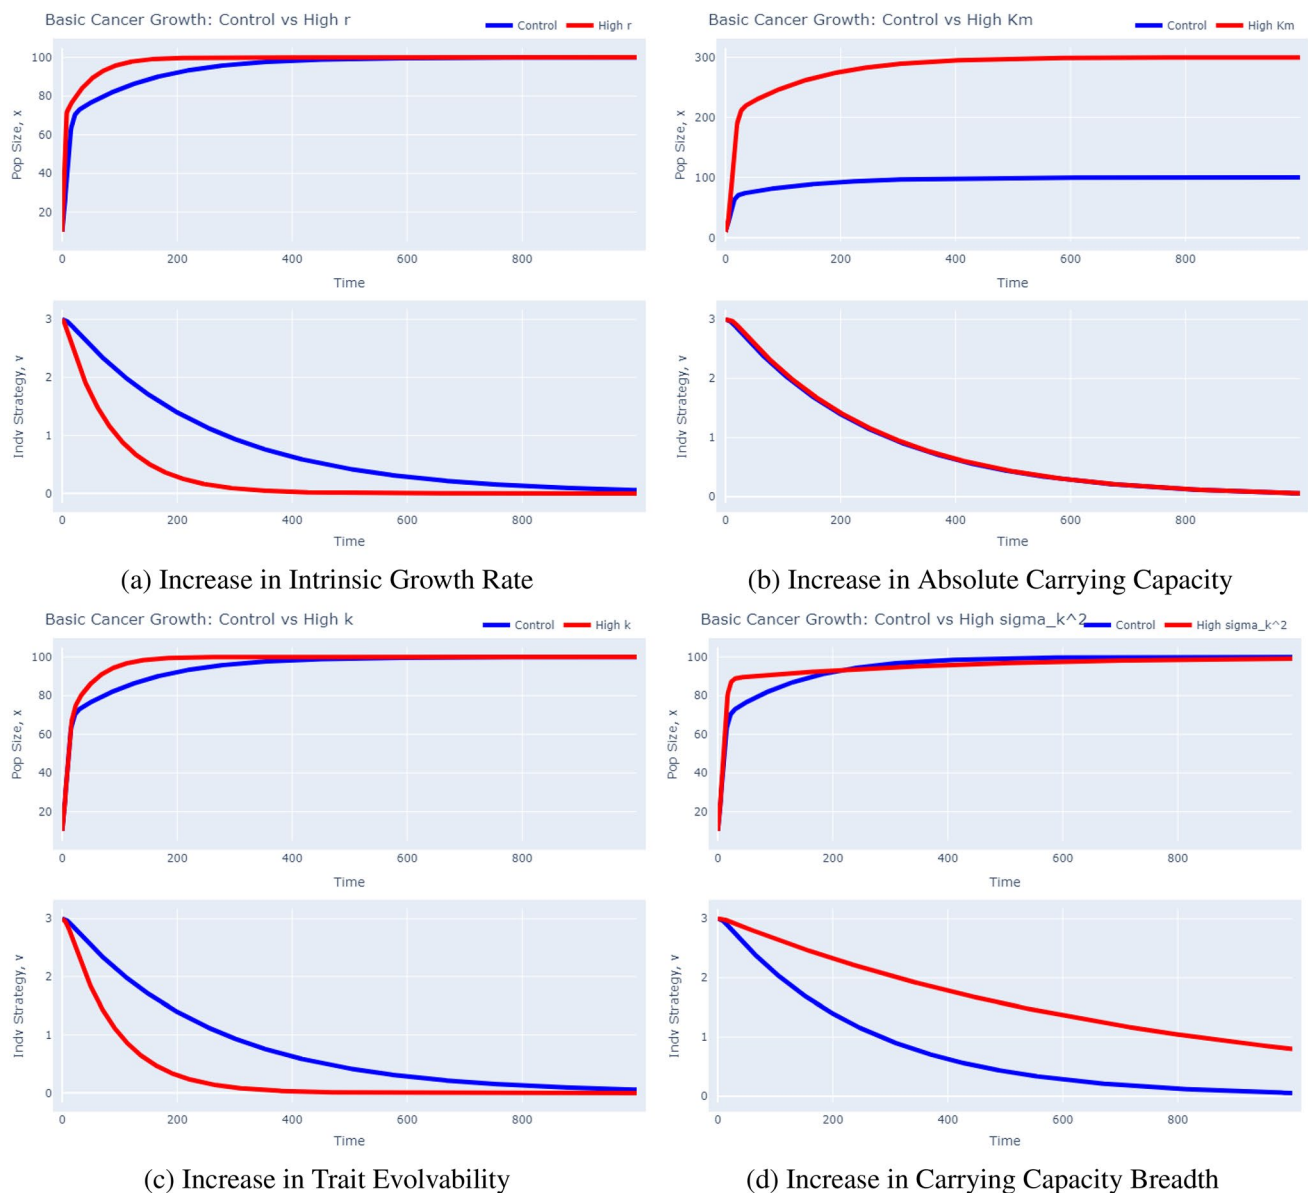 Basic Cancer Growth: Control vs High r
Control High r
100
80
60
40
20
Pop Size, x
0 200 400 600 800
Time
3
2
1
0
Indv Strategy, v
0 200 400 600 800
Time
(a) Increase in Intrinsic Growth Rate
Basic Cancer Growth: Control vs High Km
Control High Km
300
200
100
0
Pop Size, x
0 200 400 600 800
Time
3
2
1
0
Indv Strategy, v
0 200 400 600 800
Time
(b) Increase in Absolute Carrying Capacity
Basic Cancer Growth: Control vs High k
Control High k
100
80
60
40
20
Pop Size, x
0 200 400 600 800
Time
3
2
1
0
Indv Strategy, v
0 200 400 600 800
Time
(c) Increase in Trait Evolvability
Basic Cancer Growth: Control vs High sigma_k^2
Control High sigma_k^2
100
80
60
40
20
Pop Size, x
0 200 400 600 800
Time
3
2
1
0
Indv Strategy, v
0 200 400 600 800
Time
(d) Increase in Carrying Capacity Breadth